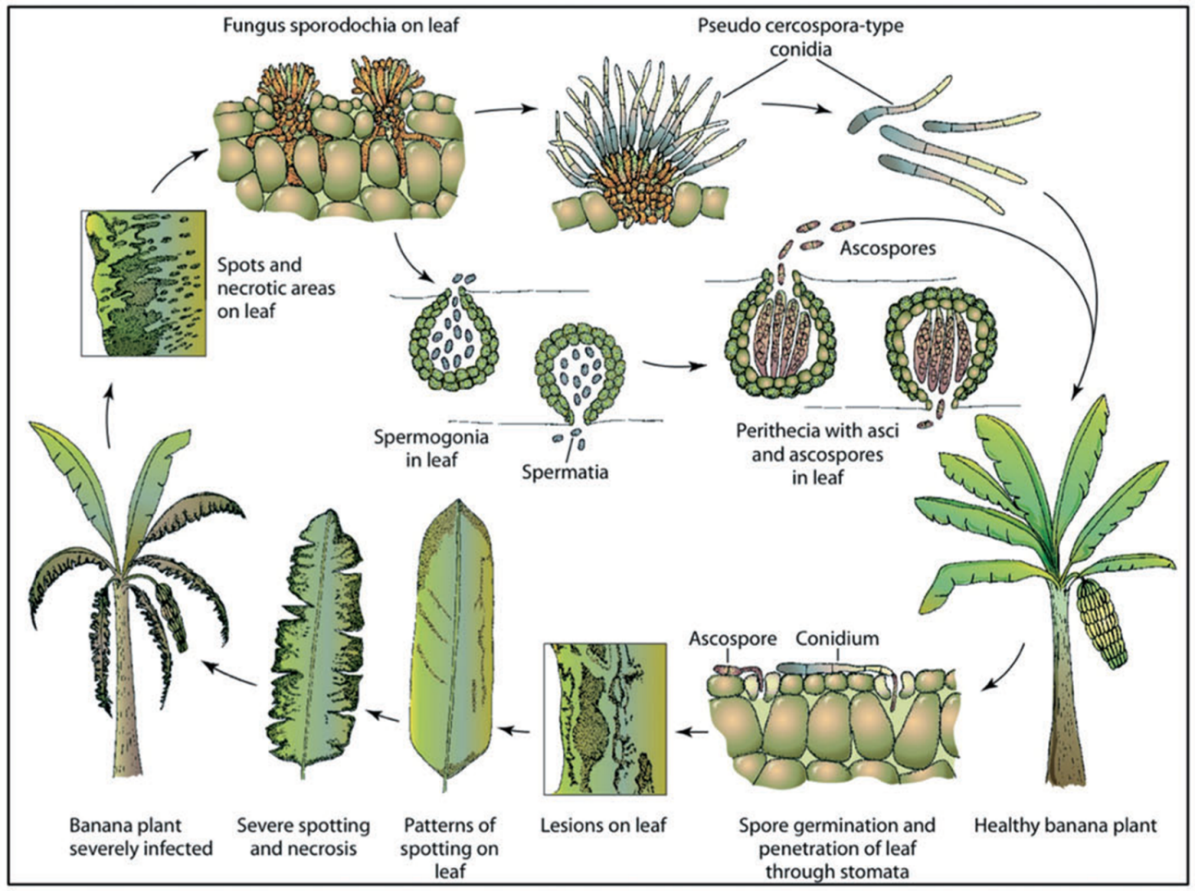 Fungus sporodochia on leaf
Pseudo cercospora-type
conidia
Ascospores
Spots and
necrotic areas
on leaf
Spermogonia
in leaf
Spermatia
Perithecia with asci
and ascospores
in leaf
Ascospore
Conidium
Banana plant
severely infected
Severe spotting
and necrosis
Patterns of
spotting on
leaf
Lesions on leaf
Spore germination and
penetration of leaf
through stomata
Healthy banana plant